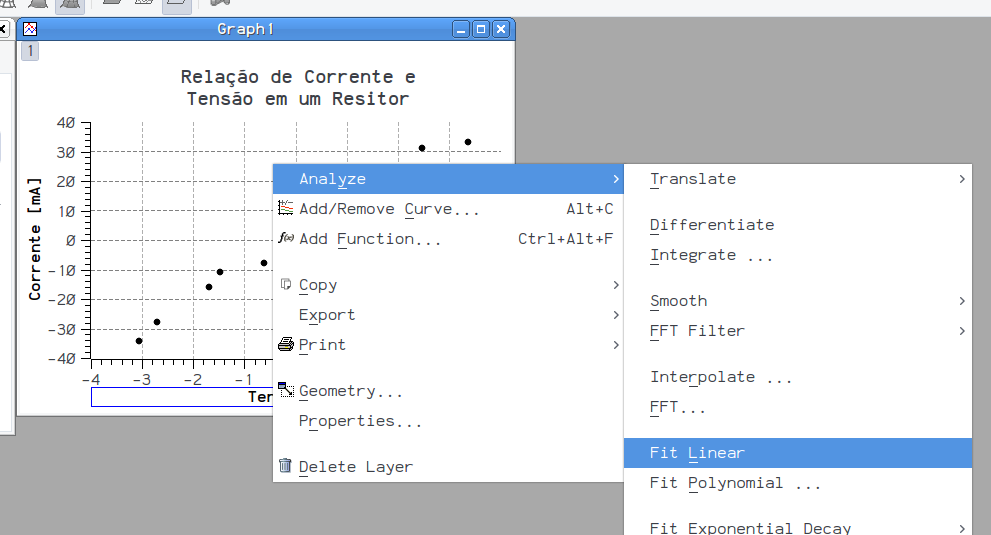 Graph1
1
Relação de Corrente e
Tensão em um Resitor
40
30
20
10
0
-10
-20
-30
-40
Corrente [mA]
-4
-3
-2
-1
Analyze
Add/Remove Curve... Alt+C
f(x) Add Function... Ctrl+Alt+F
Copy
Export
Print
Geometry...
Properties...
Delete Layer
Translate
Differentiate
Integrate ...
Smooth
FFT Filter
Interpolate ...
FFT...
Fit Linear
Fit Polynomial ...
Fit Exponential Decay